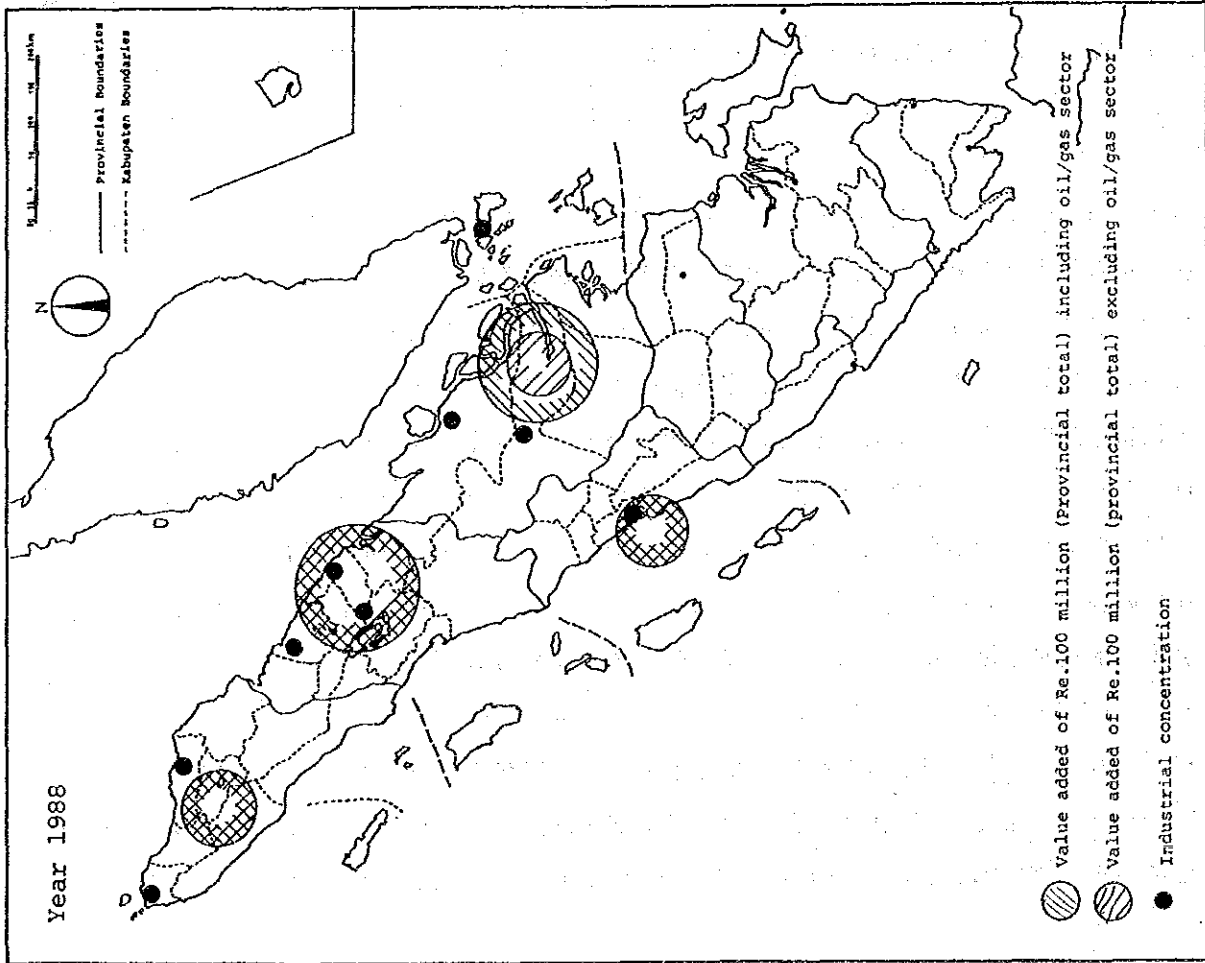 Year 1988
N
Provincial Boundaries
Kabupaten Boundaries
Value added of Re.100 million (Provincial total) including oil/gas sector
Value added of Re.100 million (provincial total) excluding oil/gas sector
Industrial concentration